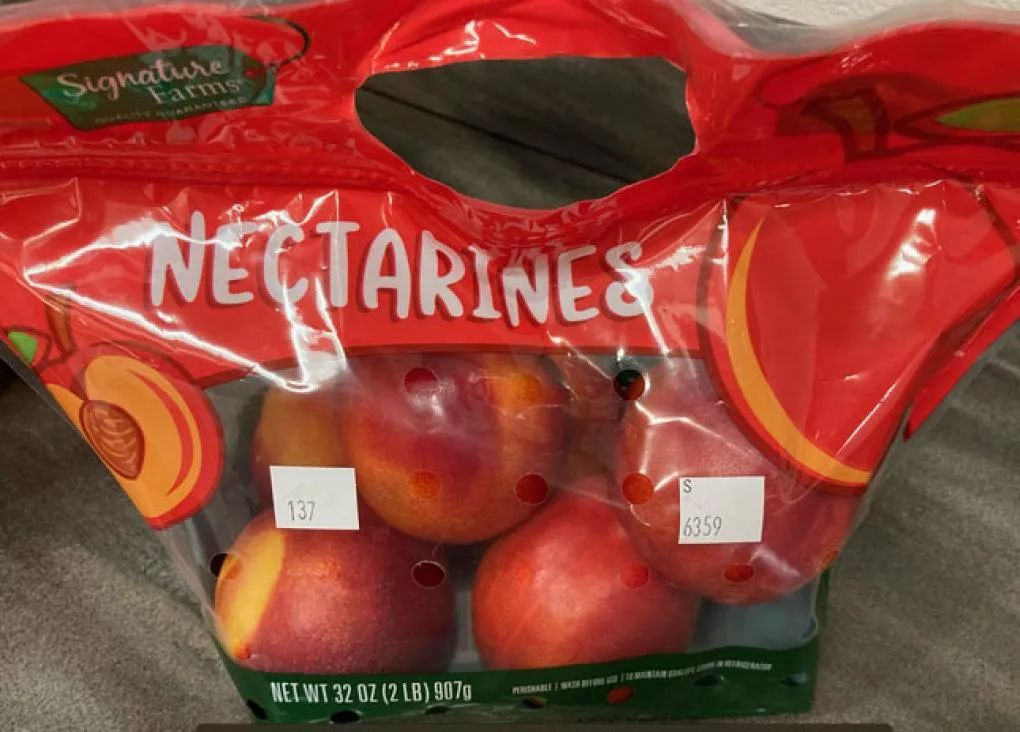 Signature
Farms
QUALITY GUARANTEED
NECTARINES
137
S
6359
NET WT 32 OZ (2 LB) 907g
PERISHABLE | WASH BEFORE USE | TO MAINTAIN QUALITY STORE IN REFRIGERATOR